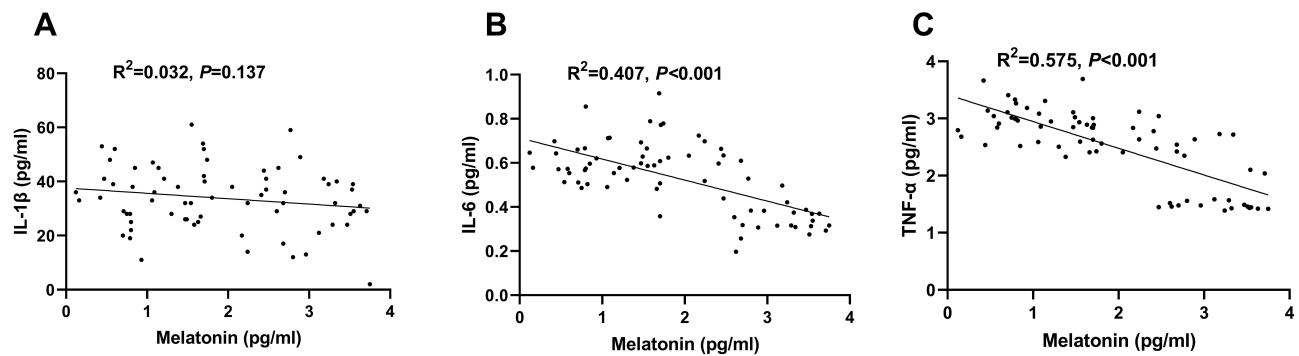 A
R²=0.032, P=0.137
80
60
40
20
0
IL-1β (pg/ml)
0 1 2 3 4
Melatonin (pg/ml)
B
R²=0.407, P<0.001
1.0
0.8
0.6
0.4
0.2
0.0
IL-6 (pg/ml)
0 1 2 3 4
Melatonin (pg/ml)
C
R²=0.575, P<0.001
4
3
2
1
0
TNF-α (pg/ml)
0 1 2 3 4
Melatonin (pg/ml)